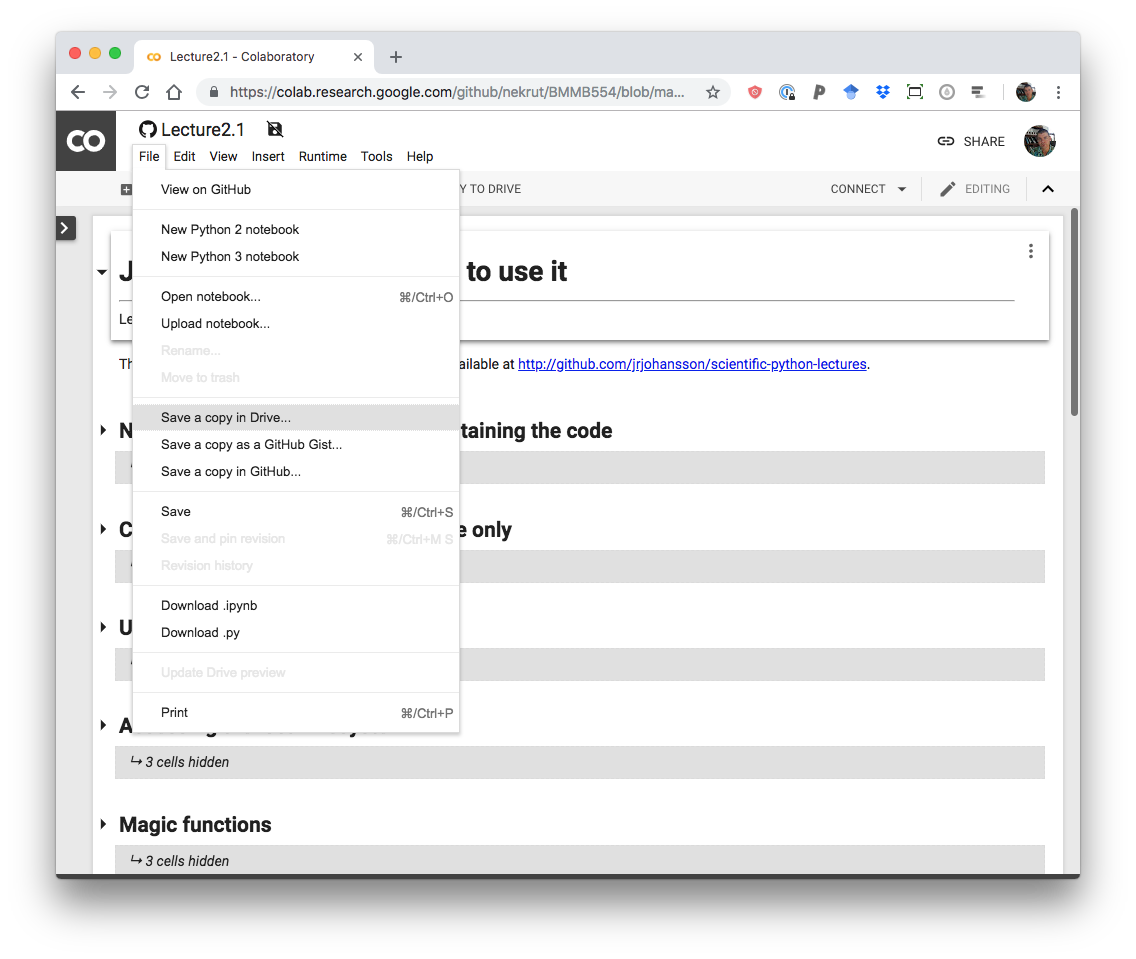 Lecture2.1 - Colaboratory
https://colab.research.google.com/github/nekrut/BMMB554/blob/ma...
Lecture2.1
SHARE
File Edit View Insert Runtime Tools Help
View on GitHub
Y TO DRIVE
CONNECT
EDITING
New Python 2 notebook
New Python 3 notebook
to use it
Open notebook... ⌘/Ctrl+O
Upload notebook...
Rename...
Move to trash
ailable at http://github.com/jrjohansson/scientific-python-lectures.
Save a copy in Drive...
Save a copy as a GitHub Gist...
Save a copy in GitHub...
taining the code
Save ⌘/Ctrl+S
Save and pin revision ⌘/Ctrl+M S
e only
Revision history
Download .ipynb
Download .py
Update Drive preview
Print ⌘/Ctrl+P
3 cells hidden
Magic functions
3 cells hidden